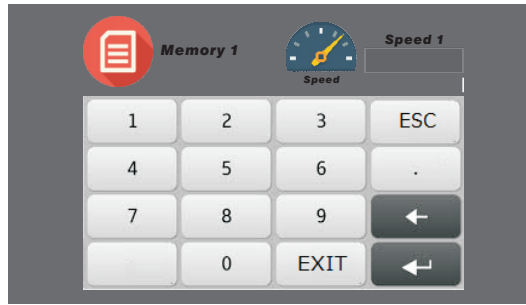 Memory 1
Speed
Speed 1
1 2 3 ESC
4 5 6 .
7 8 9
0 EXIT